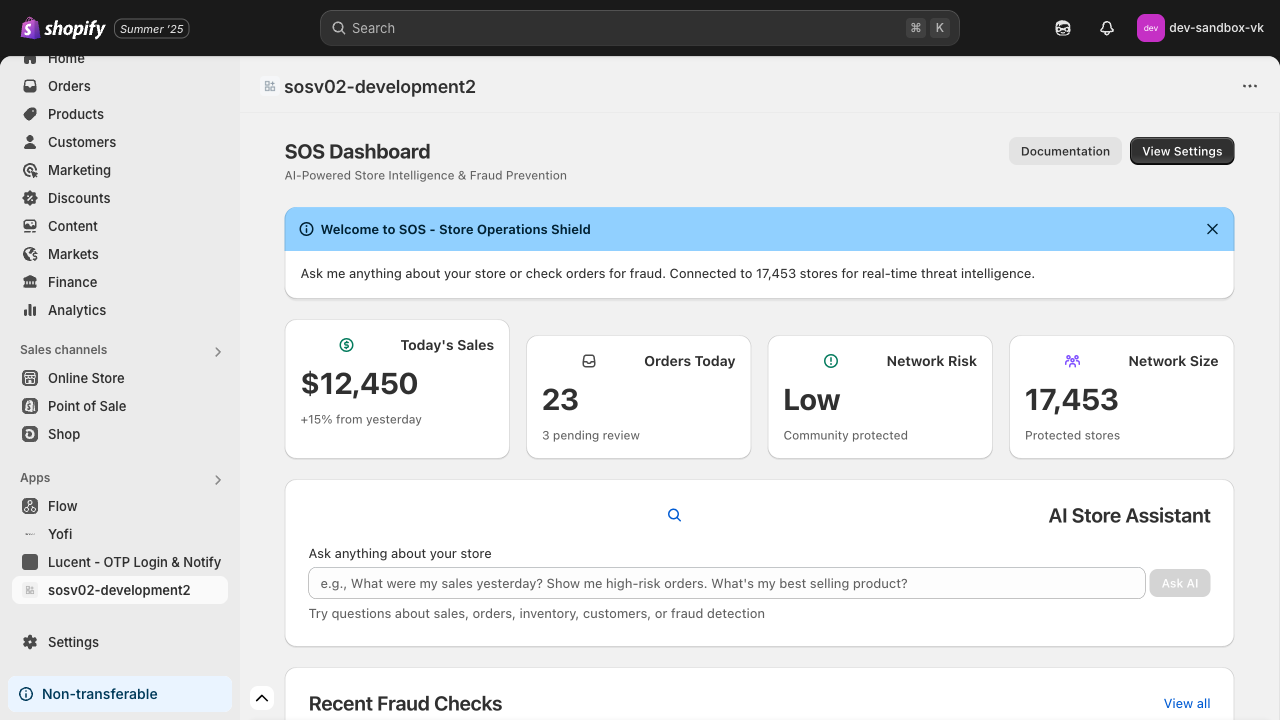 shopify
Summer '25
Search
⌘ K
dev
dev-sandbox-vk
Home
Orders
Products
Customers
Marketing
Discounts
Content
Markets
Finance
Analytics
Sales channels
Online Store
Point of Sale
Shop
Apps
Flow
Yofi
Lucent - OTP Login & Notify
sosv02-development2
Settings
Non-transferable
sosv02-development2
SOS Dashboard
AI-Powered Store Intelligence & Fraud Prevention
Documentation
View Settings
Welcome to SOS - Store Operations Shield
Ask me anything about your store or check orders for fraud. Connected to 17,453 stores for real-time threat intelligence.
Today's Sales
$12,450
+15% from yesterday
Orders Today
23
3 pending review
Network Risk
Low
Community protected
Network Size
17,453
Protected stores
AI Store Assistant
Ask anything about your store
e.g., What were my sales yesterday? Show me high-risk orders. What's my best selling product?
Ask AI
Try questions about sales, orders, inventory, customers, or fraud detection
Recent Fraud Checks
View all